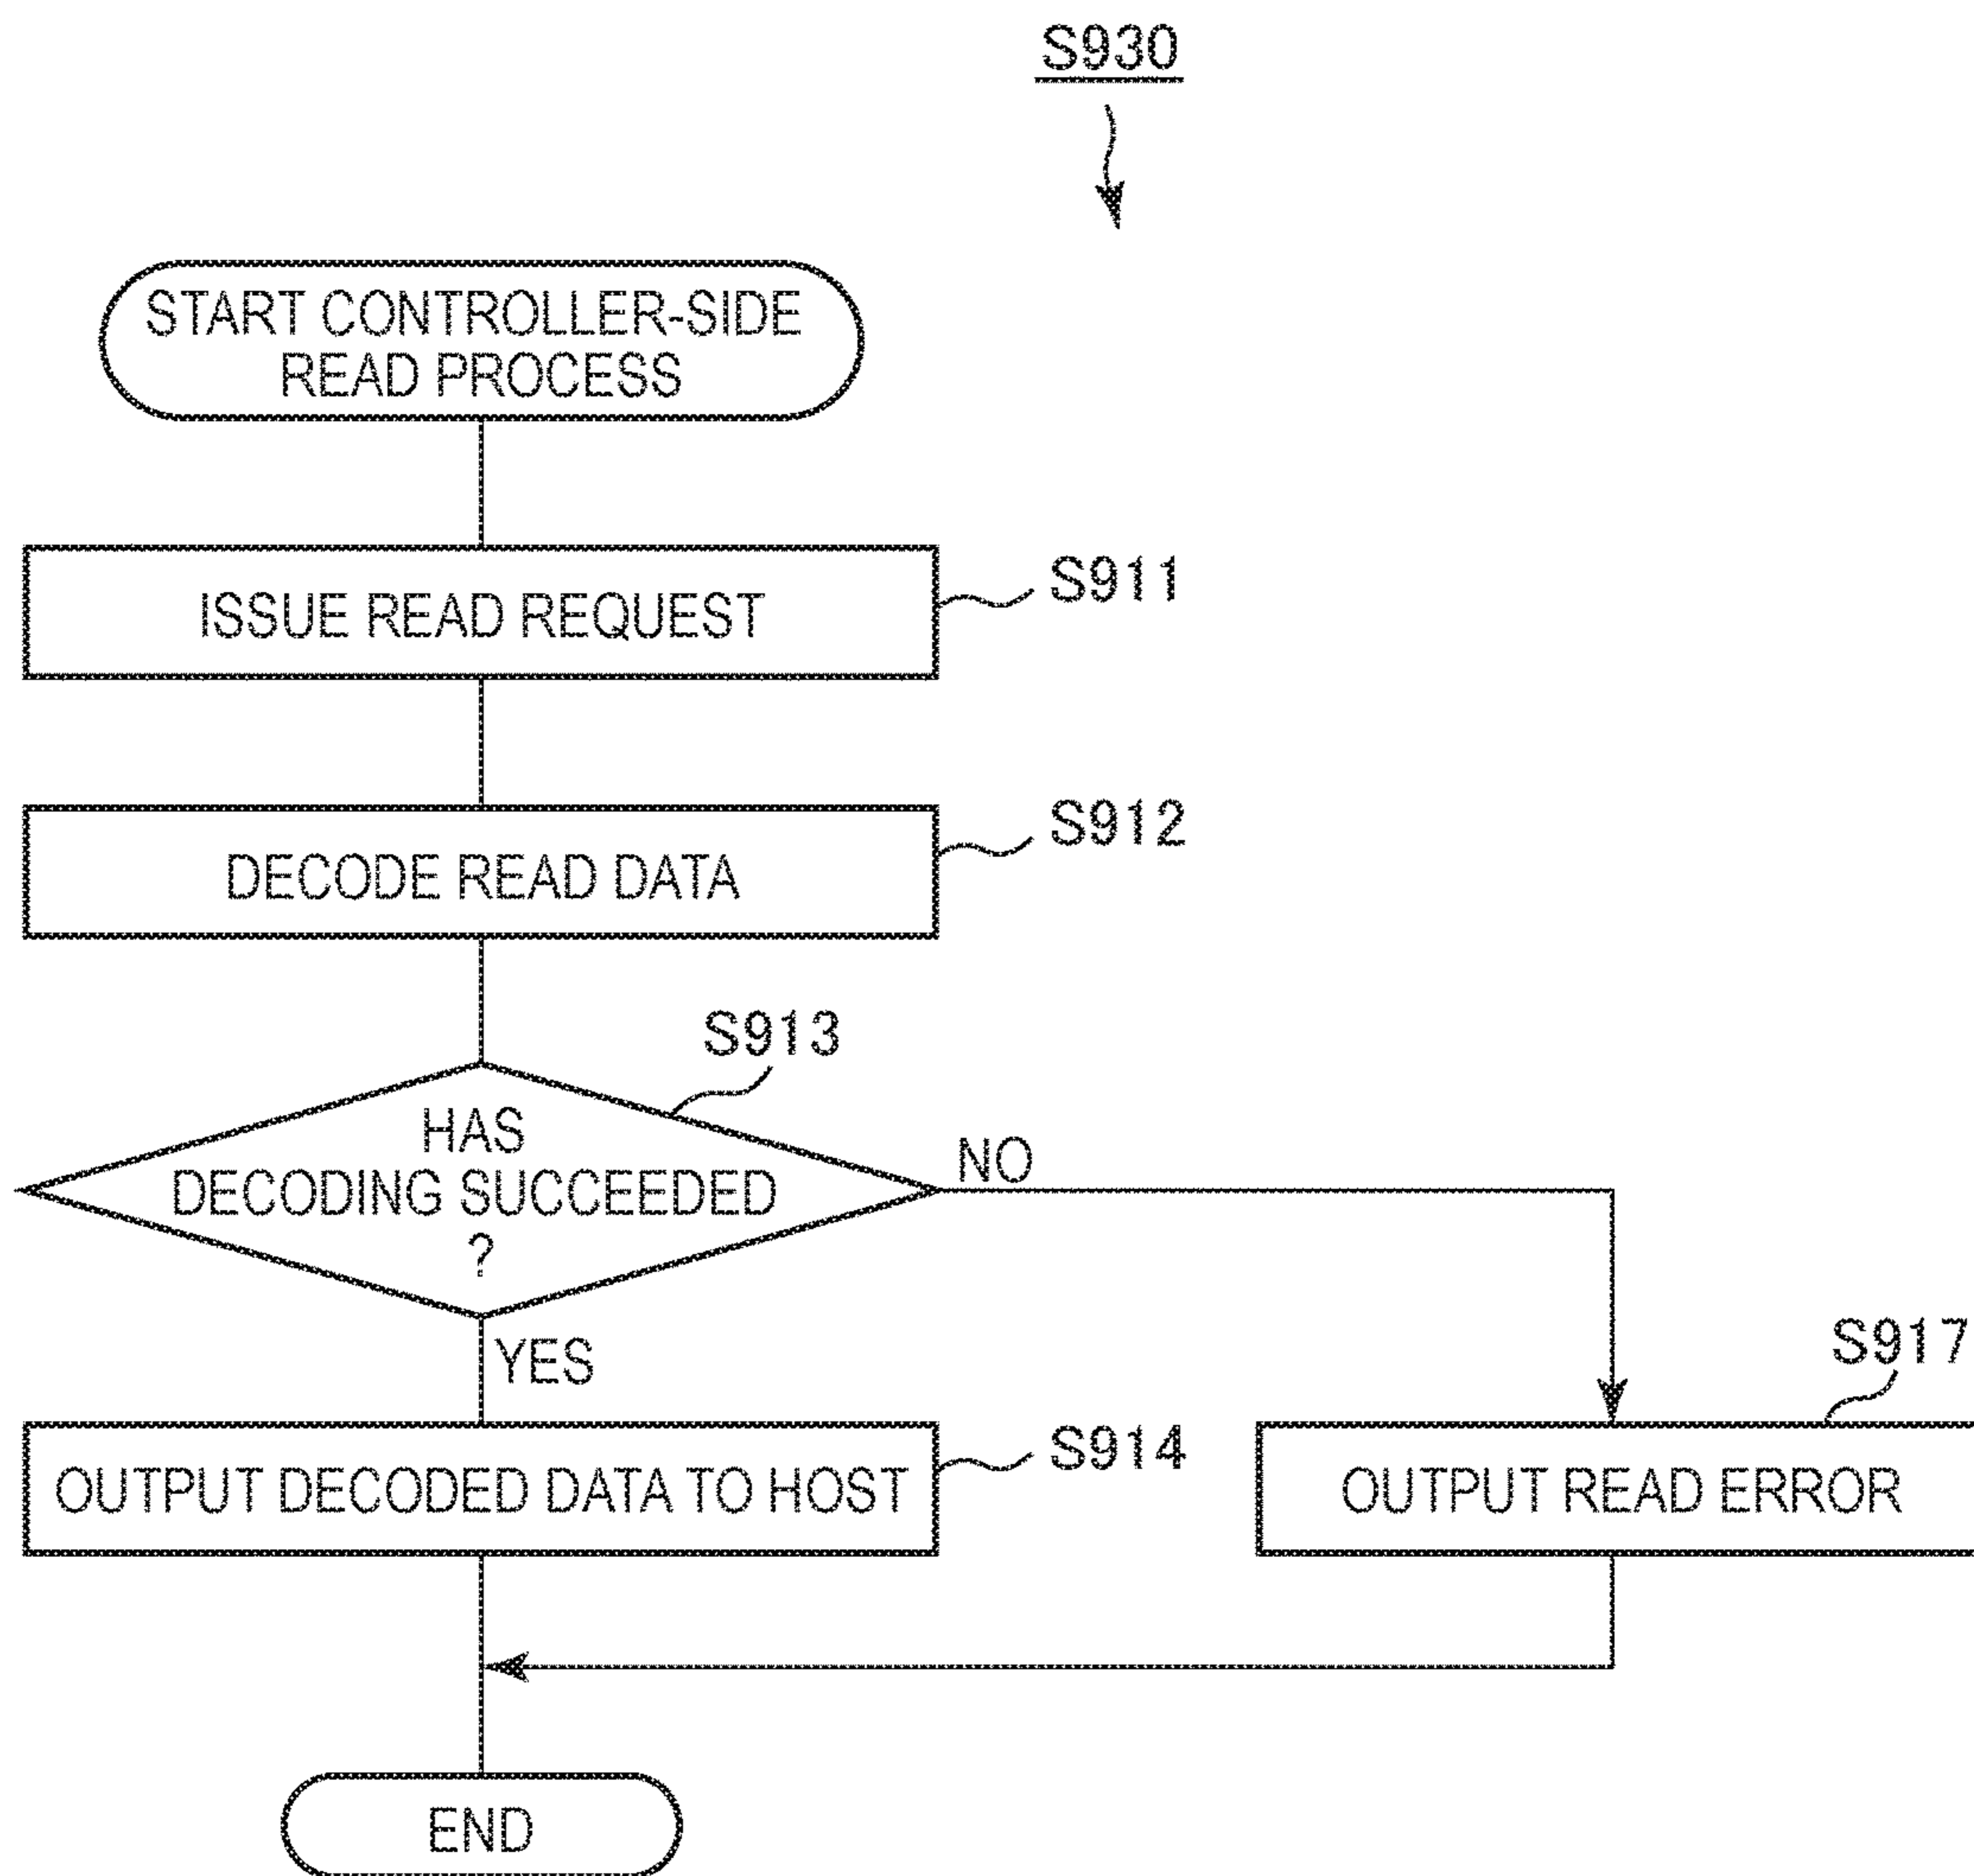 S930
START CONTROLLER-SIDE
READ PROCESS
ISSUE READ REQUEST
S911
DECODE READ DATA
S912
S913
HAS
DECODING SUCCEEDED
?
NO
YES
S917
OUTPUT DECODED DATA TO HOST
S914
OUTPUT READ ERROR
END